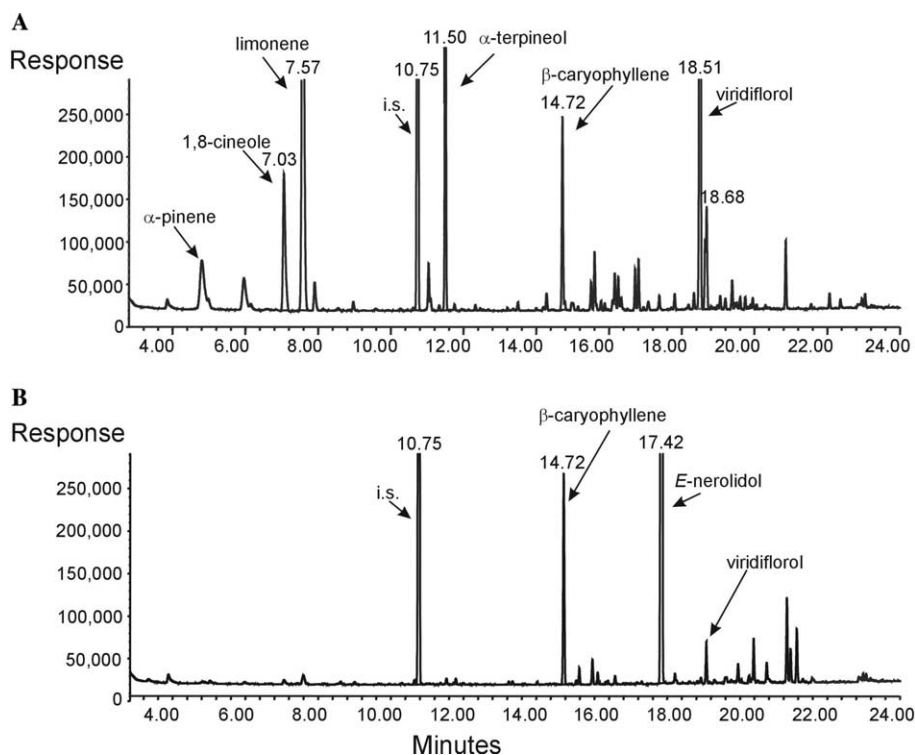 A
Response
limonene
7.57
11.50
α-terpineol
10.75
i.s.
β-caryophyllene
14.72
18.51
viridiflorol
250,000
200,000
1,8-cineole
7.03
18.68
150,000
α-pinene
100,000
50,000
0
4.00 6.00 8.00 10.00 12.00 14.00 16.00 18.00 20.00 22.00 24.00
B
Response
β-caryophyllene
10.75
14.72
17.42
E-nerolidol
i.s.
250,000
200,000
150,000
viridiflorol
100,000
50,000
0
4.00 6.00 8.00 10.00 12.00 14.00 16.00 18.00 20.00 22.00 24.00
Minutes